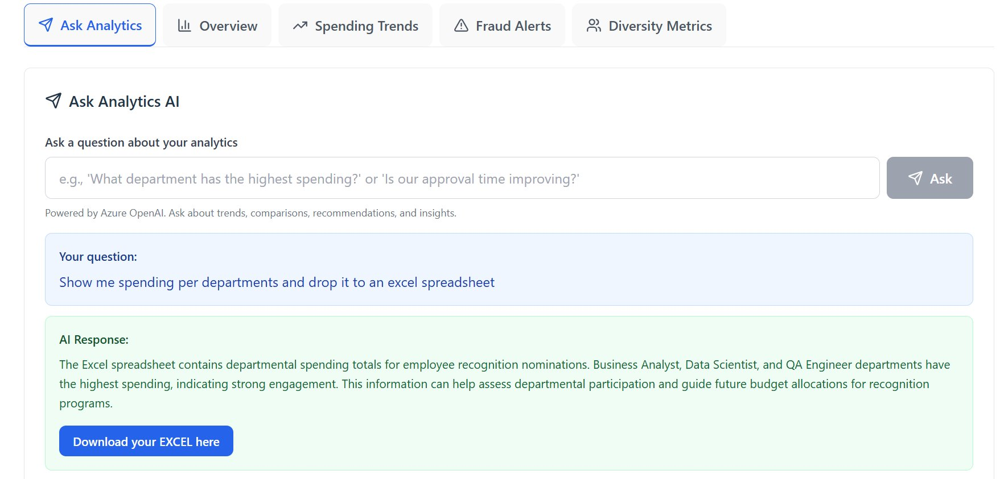 Ask Analytics
Overview
Spending Trends
Fraud Alerts
Diversity Metrics
Ask Analytics AI
Ask a question about your analytics
e.g., 'What department has the highest spending?' or 'Is our approval time improving?'
Ask
Powered by Azure OpenAI. Ask about trends, comparisons, recommendations, and insights.
Your question:
Show me spending per departments and drop it to an excel spreadsheet
AI Response:
The Excel spreadsheet contains departmental spending totals for employee recognition nominations. Business Analyst, Data Scientist, and QA Engineer departments have
the highest spending, indicating strong engagement. This information can help assess departmental participation and guide future budget allocations for recognition
programs.
Download your EXCEL here